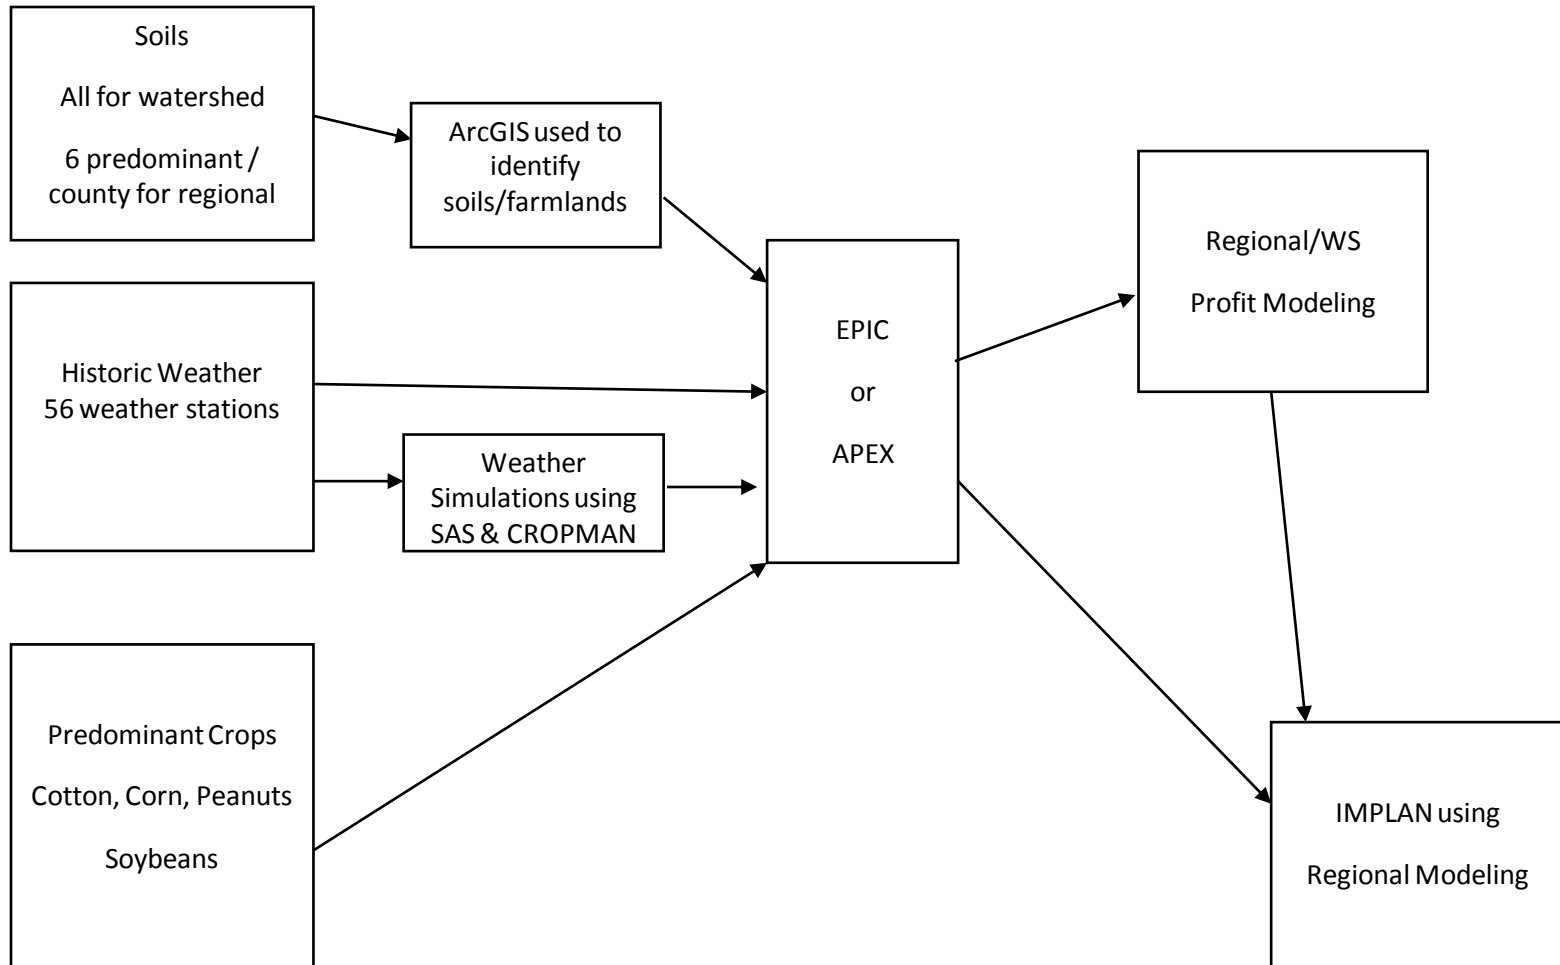 Soils
All for watershed
6 predominant /
county for regional
ArcGIS used to
identify
soils/farmlands
Historic Weather
56 weather stations
Weather
Simulations using
SAS & CROPMAN
Predominant Crops
Cotton, Corn, Peanuts
Soybeans
EPIC
or
APEX
Regional/WS
Profit Modeling
IMPLAN using
Regional Modeling